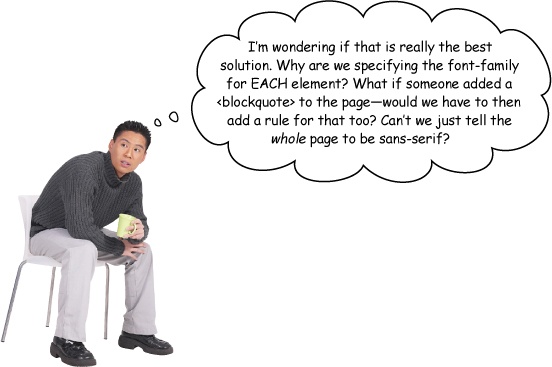 I'm wondering if that is really the best
solution. Why are we specifying the font-family
for EACH element? What if someone added a
<blockquote> to the page—would we have to then
add a rule for that too? Can't we just tell the
whole page to be sans-serif?